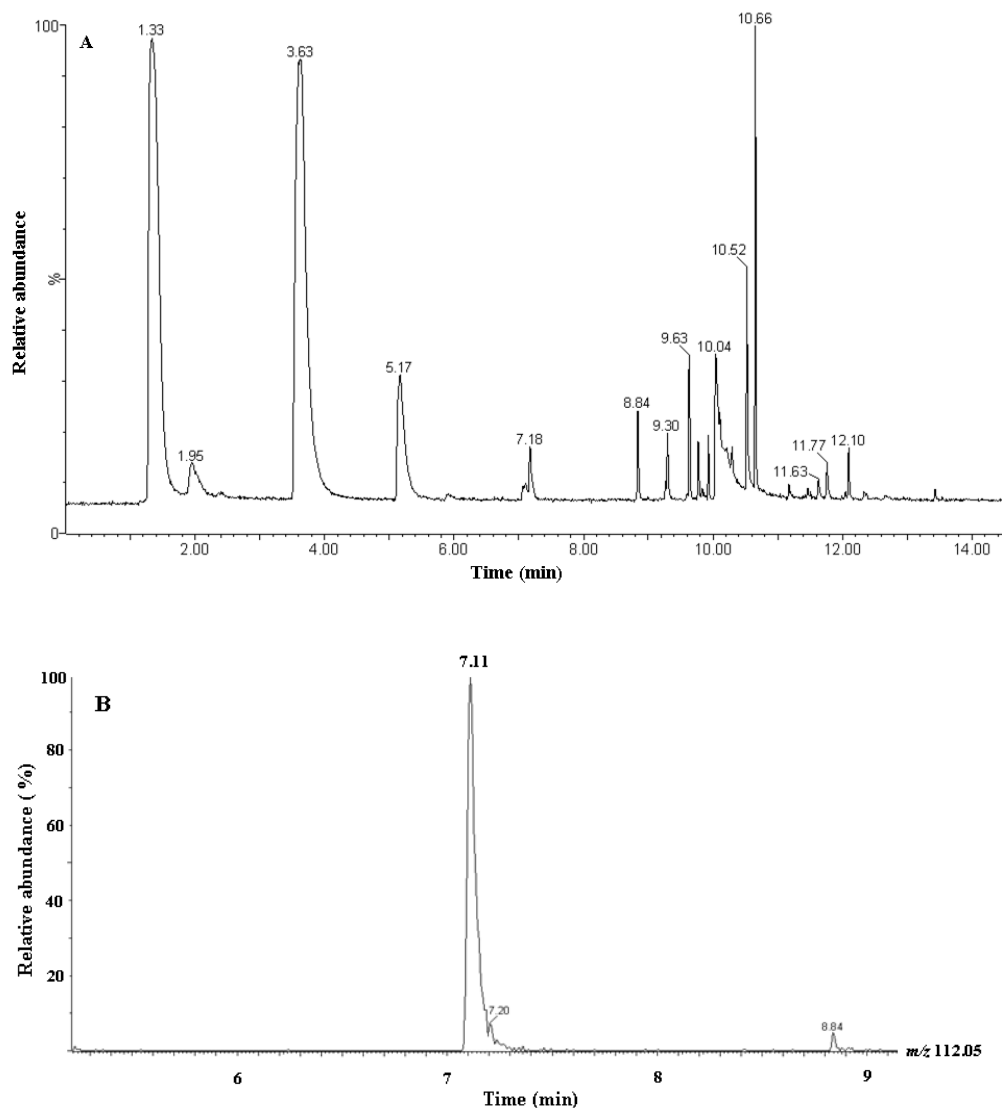 A
100
%
0
Relative abundance
1.33
1.95
3.63
5.17
7.18
8.84
9.30
9.63
10.04
10.52
10.66
11.63
11.77
12.10
2.00 4.00 6.00 8.00 10.00 12.00 14.00
Time (min)
B
100
80
60
40
20
Relative abundance ( %)
7.11
7.20
8.84
m/z 112.05
6 7 8 9
Time (min)